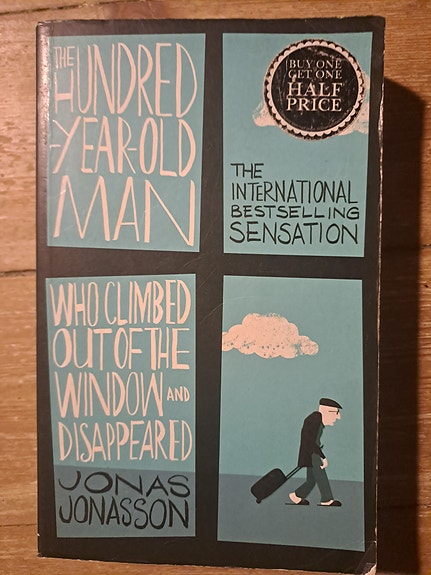 THE
HUNDRED
-YEAR-OLD
MAN
BUY ONE
GET ONE
HALF
PRICE
THE
INTERNATIONAL
BESTSELLING
SENSATION
WHO CLIMBED
OUT OF THE
WINDOW AND
DISAPPEARED
JONAS
JONASSON